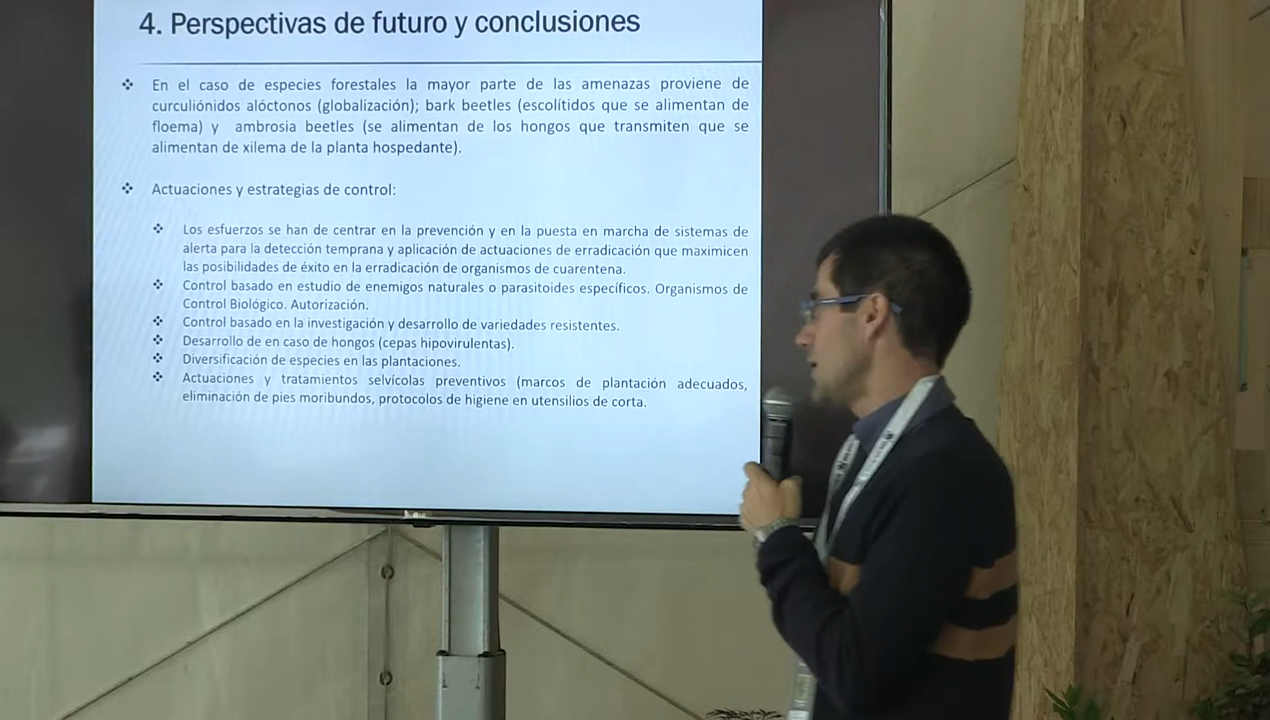 4. Perspectivas de futuro y conclusiones
En el caso de especies forestales la mayor parte de las amenazas proviene de
curculiónidos alóctonos (globalización); bark beetles (escolítidos que se alimentan de
floema) y ambrosia beetles (se alimentan de los hongos que transmiten que se
alimentan de xilema de la planta hospedante).
Actuaciones y estrategias de control:
Los esfuerzos se han de centrar en la prevención y en la puesta en marcha de sistemas de
alerta para la detección temprana y aplicación de actuaciones de erradicación que maximicen
las posibilidades de éxito en la erradicación de organismos de cuarentena.
Control basado en estudio de enemigos naturales o parasitoides específicos. Organismos de
Control Biológico. Autorización.
Control basado en la investigación y desarrollo de variedades resistentes.
Desarrollo de en caso de hongos (cepas hipovirulentas).
Diversificación de especies en las plantaciones.
Actuaciones y tratamientos selvícolas preventivos (marcos de plantación adecuados,
eliminación de pies moribundos, protocolos de higiene en utensilios de corta.